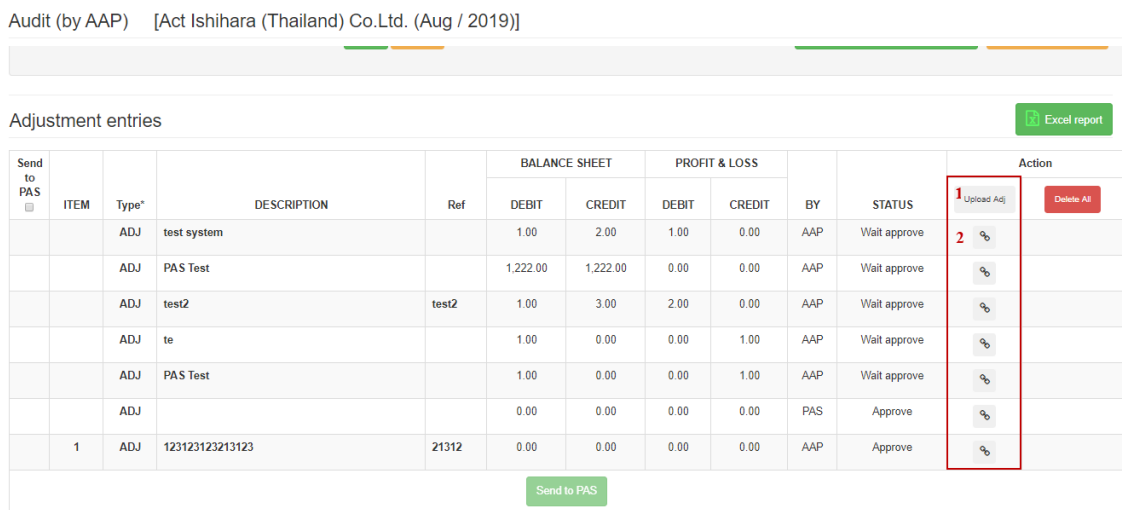 Audit (by AAP) [Act Ishihara (Thailand) Co.Ltd. (Aug / 2019)]
Adjustment entries
Excel report
Send to PAS ITEM Type* DESCRIPTION Ref BALANCE SHEET PROFIT & LOSS BY STATUS Action
DEBIT CREDIT DEBIT CREDIT 1 Upload Adj Delete All
ADJ test system 1.00 2.00 1.00 0.00 AAP Wait approve 2
ADJ PAS Test 1,222.00 1,222.00 0.00 0.00 AAP Wait approve
ADJ test2 test2 1.00 3.00 2.00 0.00 AAP Wait approve
ADJ te 1.00 0.00 0.00 1.00 AAP Wait approve
ADJ PAS Test 1.00 0.00 0.00 1.00 AAP Wait approve
ADJ 0.00 0.00 0.00 0.00 PAS Approve
1 ADJ 123123123213123 21312 0.00 0.00 0.00 0.00 AAP Approve
Send to PAS